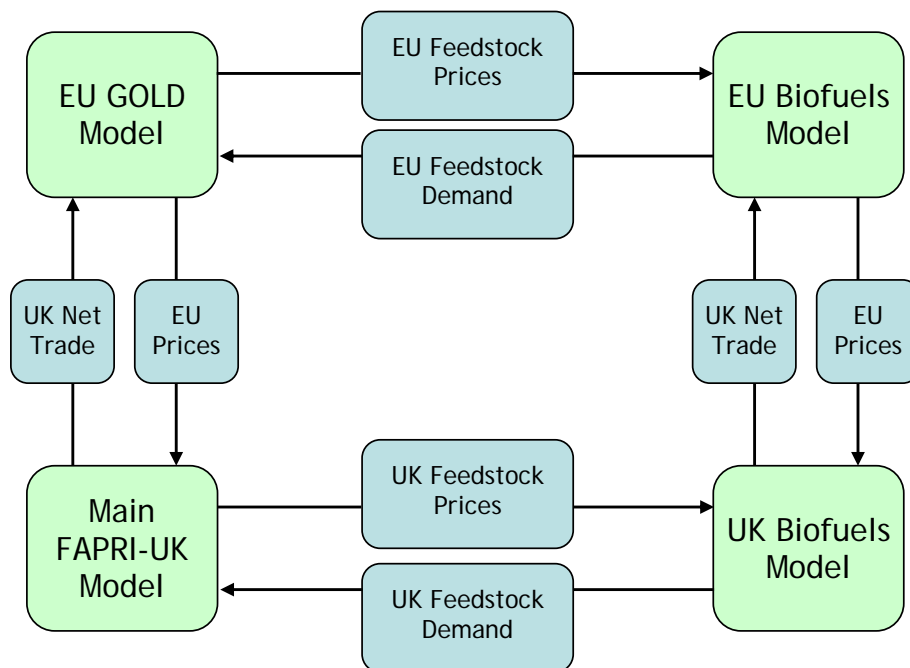 EU GOLD
Model
EU Feedstock
Prices
EU Biofuels
Model
EU Feedstock
Demand
UK Net
Trade
EU
Prices
UK Net
Trade
EU
Prices
Main
FAPRI-UK
Model
UK Feedstock
Prices
UK Biofuels
Model
UK Feedstock
Demand